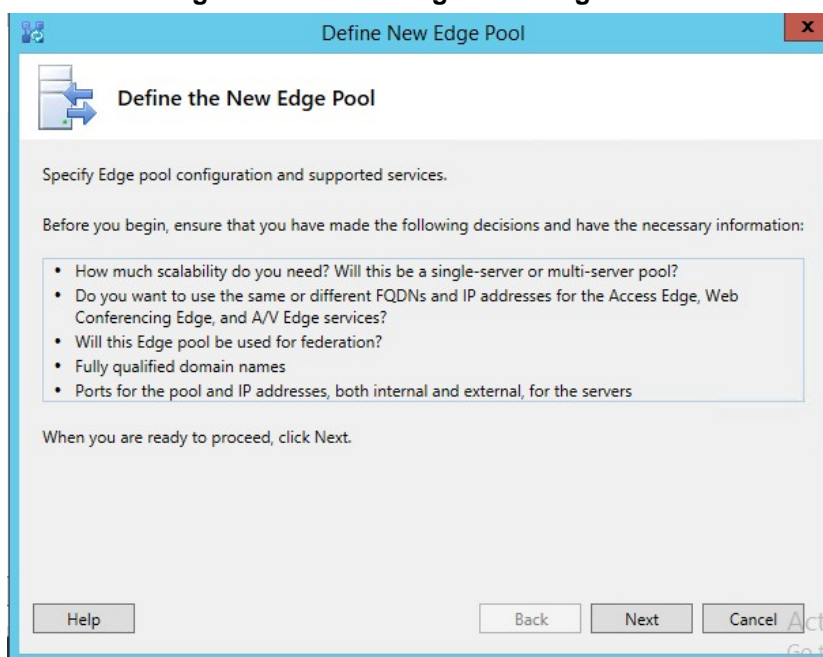 Define New Edge Pool
x
Define the New Edge Pool
Specify Edge pool configuration and supported services.
Before you begin, ensure that you have made the following decisions and have the necessary information:
• How much scalability do you need? Will this be a single-server or multi-server pool?
• Do you want to use the same or different FQDNs and IP addresses for the Access Edge, Web
Conferencing Edge, and A/V Edge services?
• Will this Edge pool be used for federation?
• Fully qualified domain names
• Ports for the pool and IP addresses, both internal and external, for the servers
When you are ready to proceed, click Next.
Help
Back
Next
Cancel
Act